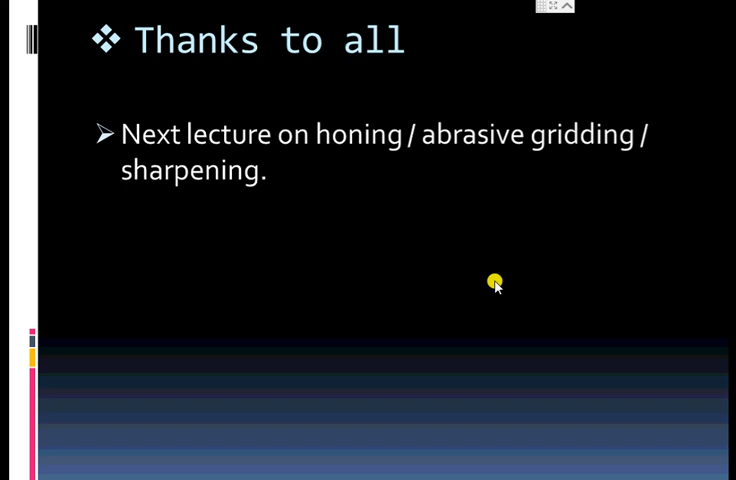 Thanks to all
Next lecture on honing / abrasive gridding /
sharpening.